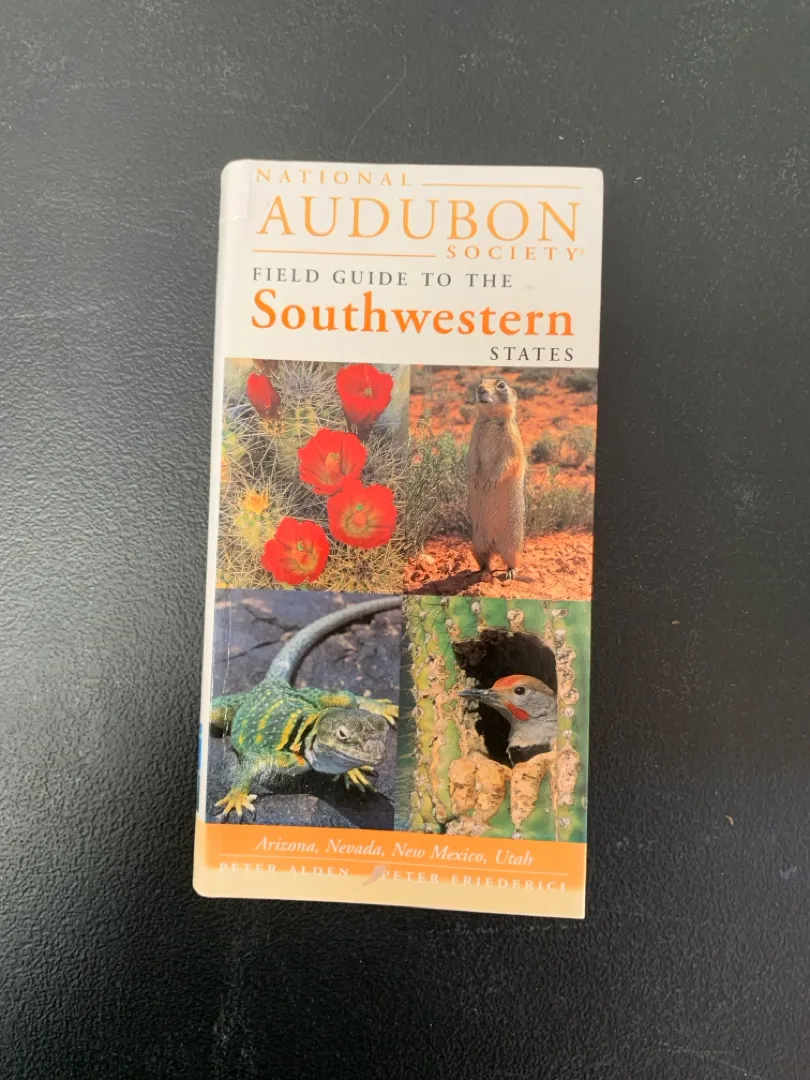 NATIONAL
AUDUBON
SOCIETY®
FIELD GUIDE TO THE
Southwestern
STATES
Arizona, Nevada, New Mexico, Utah
PETER ALDEN PETER FRIEDERICI